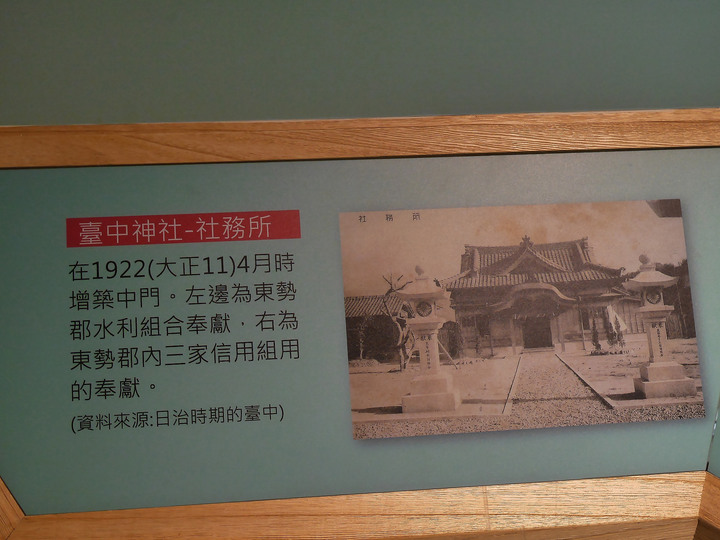 臺中神社-社務所
在1922(大正11)4月時
增築中門。左邊為東勢
郡水利組合奉獻，右為
東勢郡內三家信用組用
的奉獻。
(資料來源:日治時期的臺中)
社務所